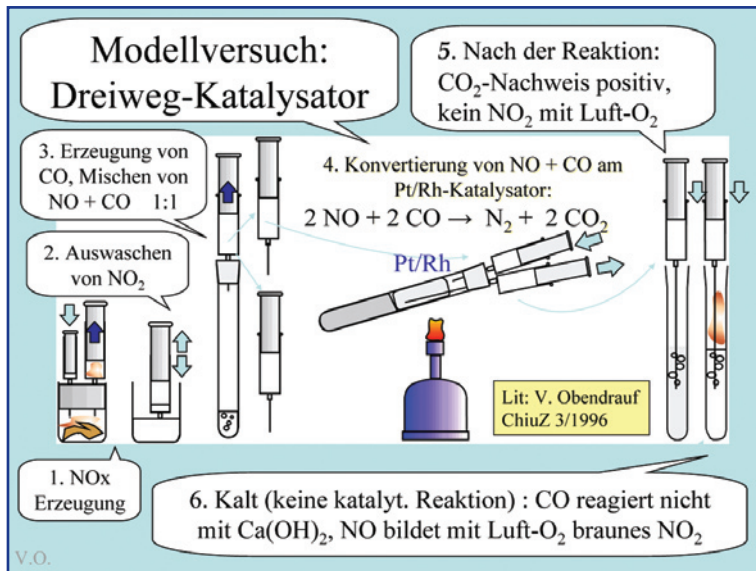 Modellversuch:
Dreiweg-Katalysator
5. Nach der Reaktion:
CO₂-Nachweis positiv,
kein NO₂ mit Luft-O₂
3. Erzeugung von
CO, Mischen von
NO + CO 1:1
4. Konvertierung von NO + CO am
Pt/Rh-Katalysator:
2 NO + 2 CO → N₂ + 2 CO₂
2. Auswaschen
von NO₂
Pt/Rh
Lit: V. Obendrauf
ChiuZ 3/1996
1. NOx
Erzeugung
6. Kalt (keine katalyt. Reaktion) : CO reagiert nicht
mit Ca(OH)₂, NO bildet mit Luft-O₂ braunes NO₂
V.O.